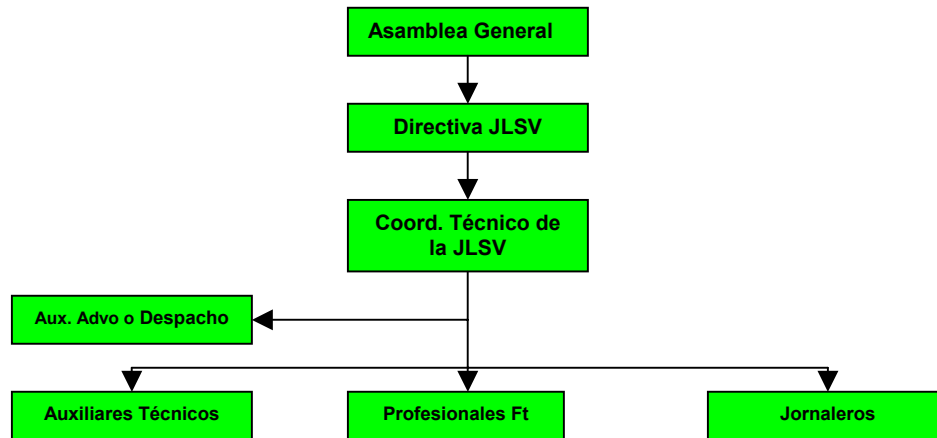 Asamblea General
Directiva JLSV
Coord. Técnico de
la JLSV
Aux. Advo o Despacho
Auxiliares Técnicos
Profesionales Ft
Jornaleros